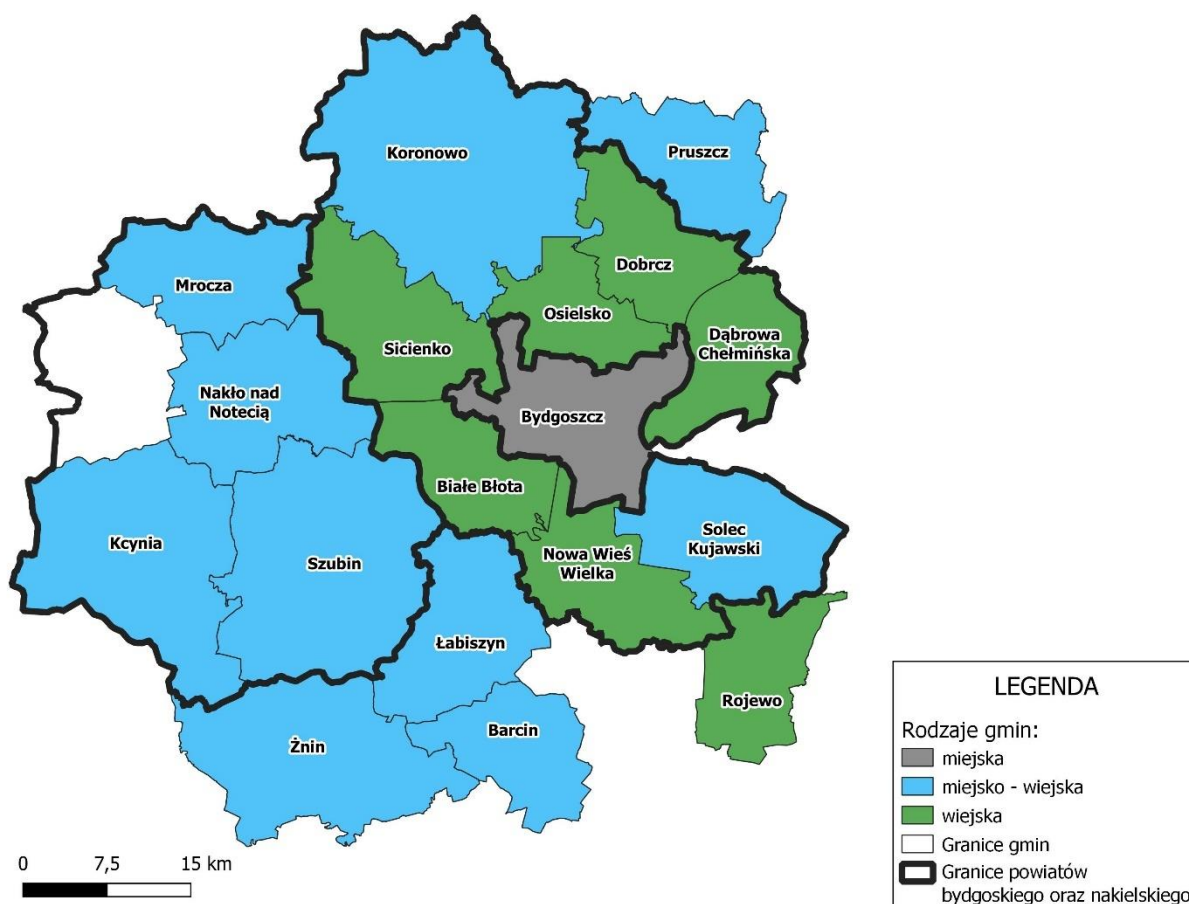 Koronowo
Pruszcz
Dobrcz
Mrocza
Osielsko
Dąbrowa
Chełmińska
Sicienko
Nakło nad
Notecią
Bydgoszcz
Białe Błota
Solec
Kujawski
Kcynia
Szubin
Nowa Wieś
Wielka
Łabiszyn
Rojewo
Żnin
Barcin
0 7,5 15 km
LEGENDA
Rodzaje gmin:
miejska
miejsko - wiejska
wiejska
Granice gmin
Granice powiatów
bydgoskiego oraz nakielskiego